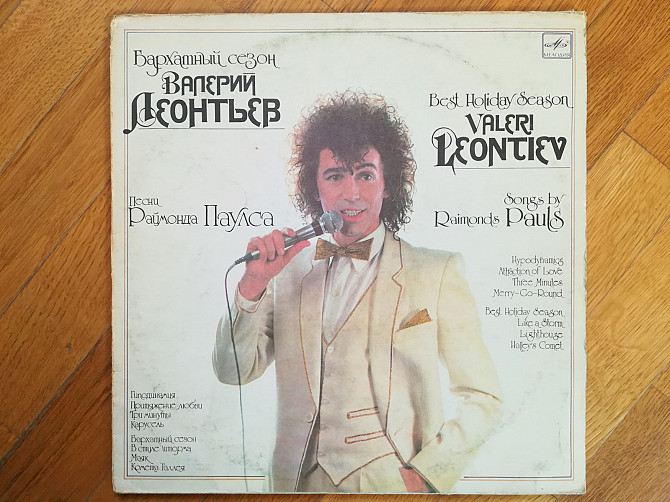 Бархатный сезон
ВАЛЕРИЙ
ЛЕОНТЬЕВ
МЕЛОДИЯ
Best Holiday Season
VALERI
LEONTIEV
Песни
Раймонда Паулса
Songs by
Raimonds Pauls
Hypodynamics
Attraction of Love
Three Minutes
Merry-Go-Round
Best Holiday Season
Like a Storm
Lighthouse
Halley's Comet
Гиподинамия
Притяжение любви
Три минуты
Карусель
Бархатный сезон
В стиле шторма
Маяк
Комета Галлея